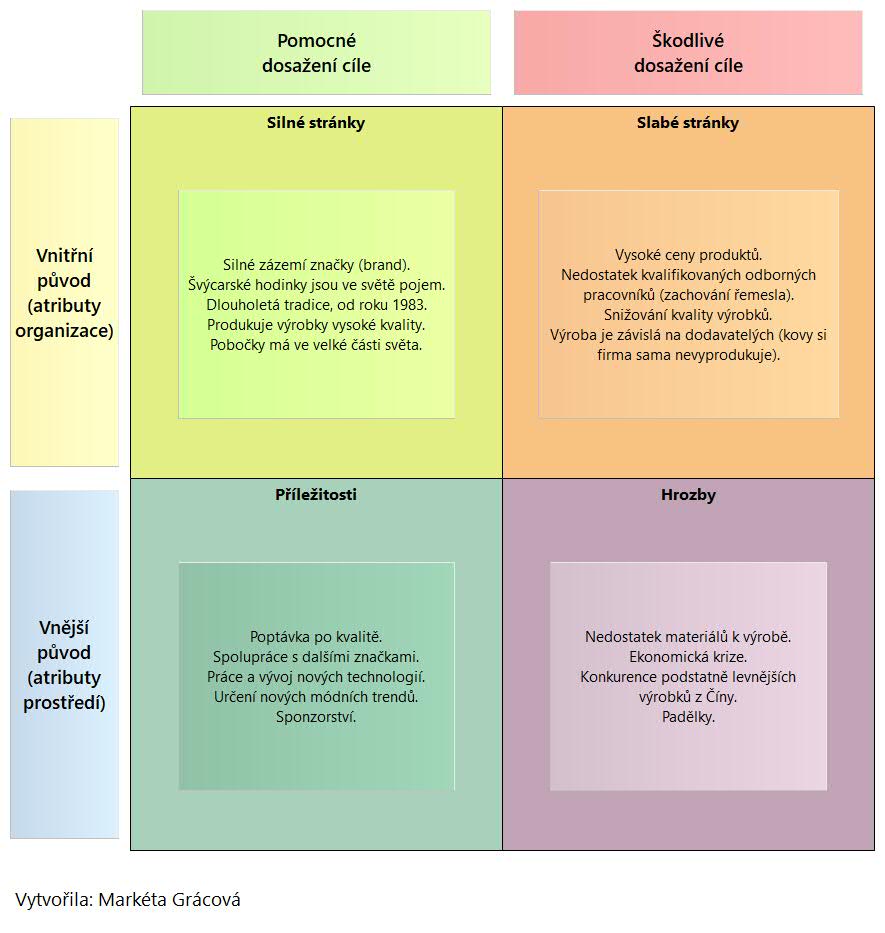 Pomocné
dosažení cíle
Škodlivé
dosažení cíle
Vnitřní
původ
(atributy
organizace)
Silné stránky
Silné zázemí značky (brand).
Švýcarské hodinky jsou ve světě pojem.
Dlouholetá tradice, od roku 1983.
Produkuje výrobky vysoké kvality.
Pobočky má ve velké části světa.
Slabé stránky
Vysoké ceny produktů.
Nedostatek kvalifikovaných odborných
pracovníků (zachování řemesla).
Snižování kvality výrobků.
Výroba je závislá na dodavatelých (kovy si
firma sama nevyprodukuje).
Vnější
původ
(atributy
prostředí)
Příležitosti
Poptávka po kvalitě.
Spolupráce s dalšími značkami.
Práce a vývoj nových technologií.
Určení nových módních trendů.
Sponzorství.
Hrozby
Nedostatek materiálů k výrobě.
Ekonomická krize.
Konkurence podstatně levnějších
výrobků z Číny.
Padělky.
Vytvořila: Markéta Grácová